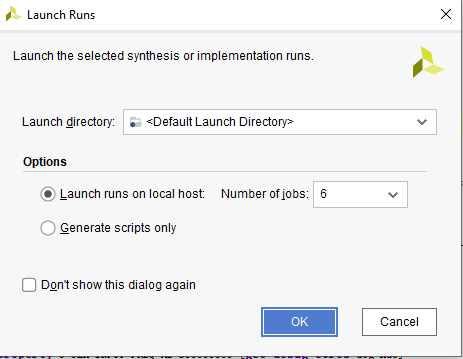 Launch Runs
Launch the selected synthesis or implementation runs.
Launch directory: <Default Launch Directory>
Options
Launch runs on local host: Number of jobs: 6
Generate scripts only
Don't show this dialog again
OK Cancel